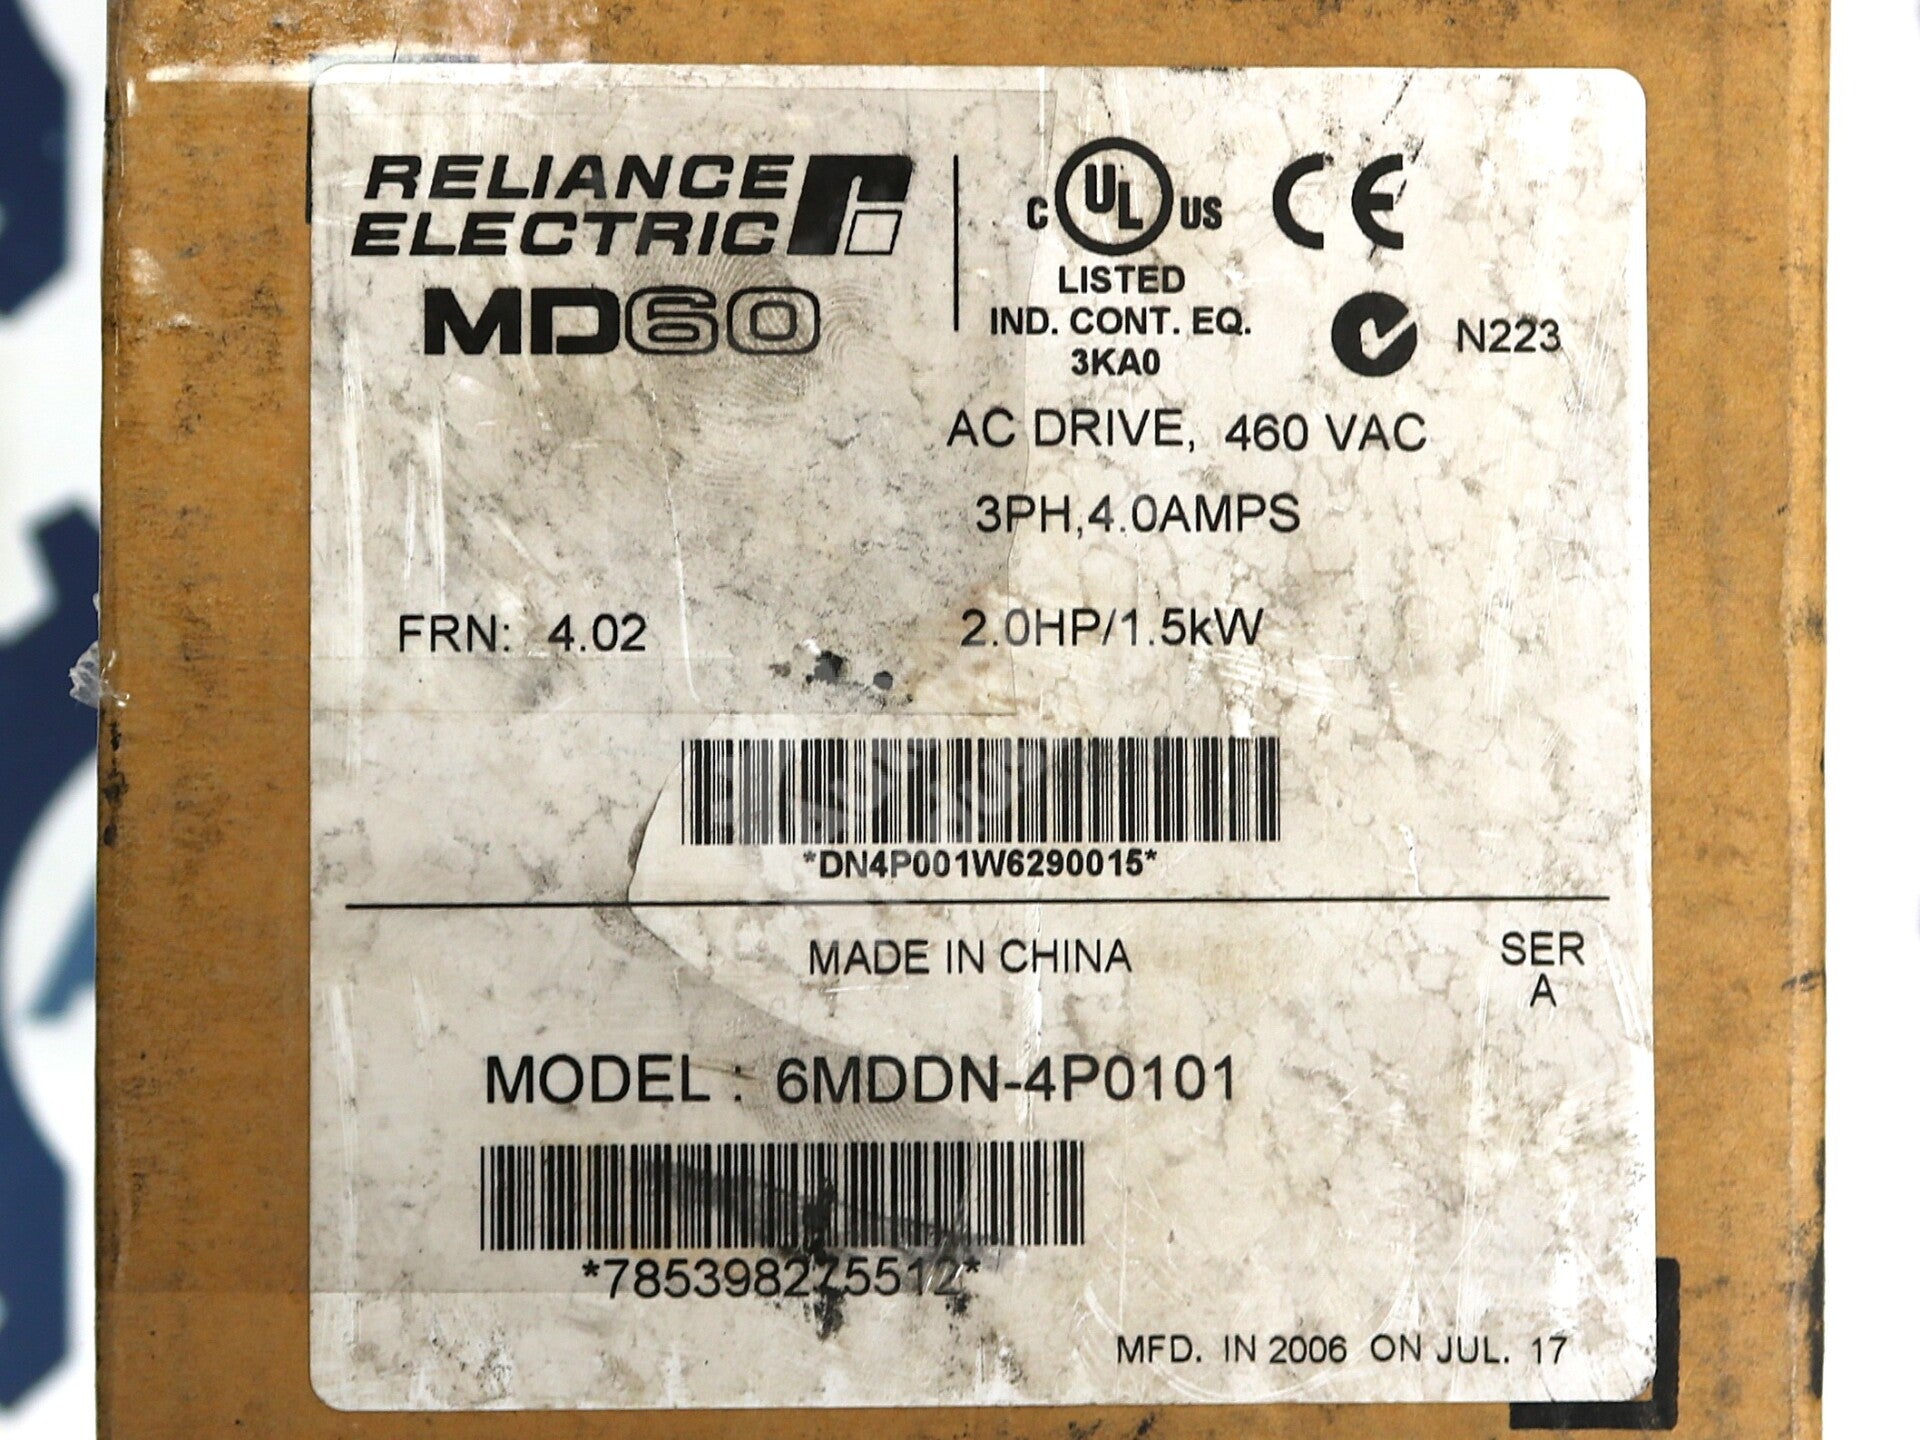 RELIANCE
ELECTRIC
MD60
C UL US
CE
LISTED
IND. CONT. EQ.
3KA0
N223
AC DRIVE, 460 VAC
3PH,4.0AMPS
FRN: 4.02
2.0HP/1.5kW
*DN4P001W6290015*
MADE IN CHINA
SER
A
MODEL : 6MDDN-4P0101
*785398275512*
MFD. IN 2006 ON JUL. 17